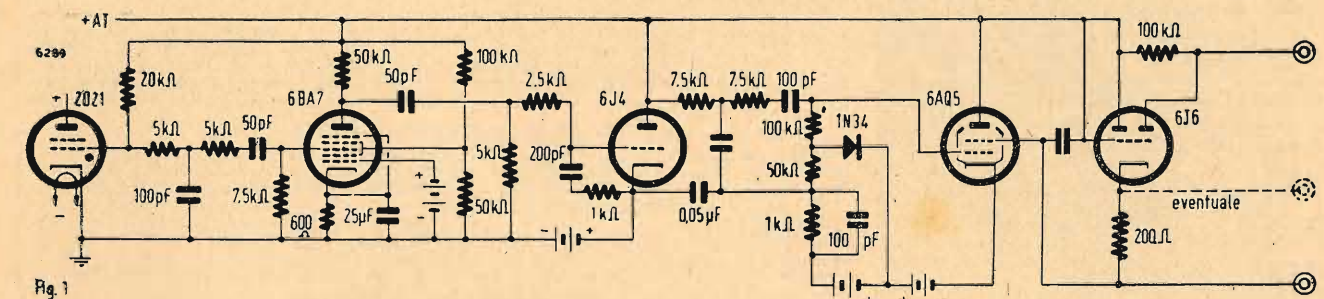 +AT
6289
2021
20kΩ
5kΩ
5kΩ
50pF
100pF
7.5kΩ
50kΩ
6BA7
50pF
600
Ω
25µF
+
-
100kΩ
50kΩ
5kΩ
2.5kΩ
200pF
1kΩ
- +
6J4
0,05µF
7.5kΩ
7.5kΩ
100 pF
100kΩ
1N34
50kΩ
1kΩ
100
pF
6AQ5
100kΩ
6J6
eventuale
200Ω
Fig. 1